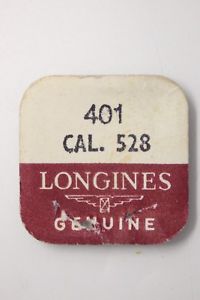 401
CAL. 528
LONGINES
GENUINE